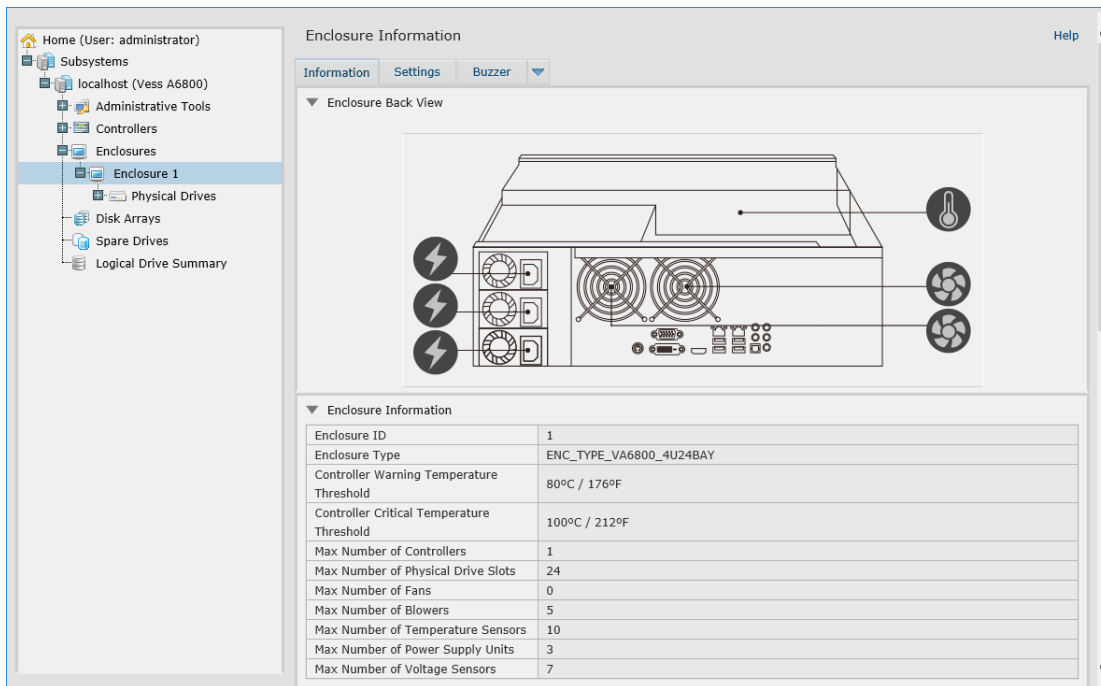 Home (User: administrator)
Subsystems
localhost (Vess A6800)
Administrative Tools
Controllers
Enclosures
Enclosure 1
Physical Drives
Disk Arrays
Spare Drives
Logical Drive Summary
Enclosure Information
Help
Information Settings Buzzer
Enclosure Back View
Enclosure Information
Enclosure ID 1
Enclosure Type ENC_TYPE_VA6800_4U24BAY
Controller Warning Temperature
Threshold
80ºC / 176ºF
Controller Critical Temperature
Threshold
100ºC / 212ºF
Max Number of Controllers 1
Max Number of Physical Drive Slots 24
Max Number of Fans 0
Max Number of Blowers 5
Max Number of Temperature Sensors 10
Max Number of Power Supply Units 3
Max Number of Voltage Sensors 7